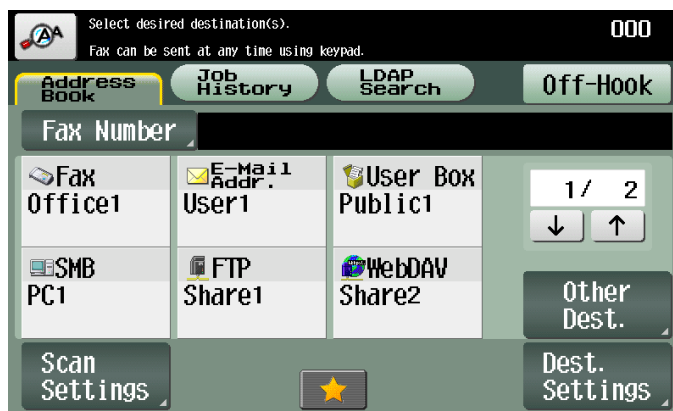 Select desired destination(s).
000
Fax can be sent at any time using keypad.
Address
Book
Job
History
LDAP
Search
Off-Hook
Fax Number
Fax
Office1
E-Mail
Addr.
User1
User Box
Public1
1/ 2
↓ ↑
SMB
PC1
FTP
Share1
WebDAV
Share2
Other
Dest.
Scan
Settings
Dest.
Settings